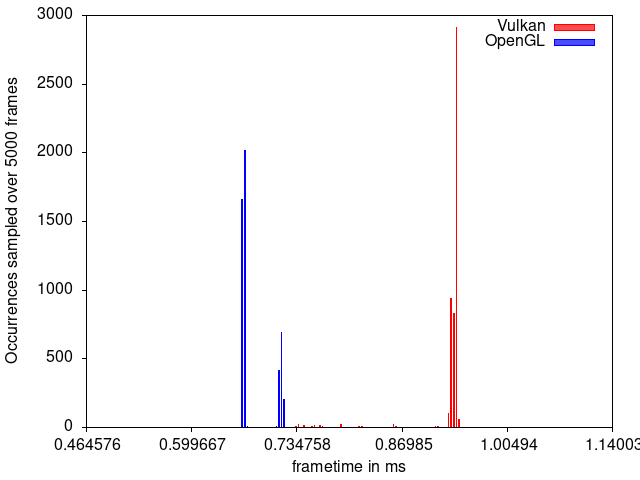 3000
2500
2000
1500
1000
500
0
Occurrences sampled over 5000 frames
Vulkan
OpenGL
0.464576 0.599667 0.734758 0.86985 1.00494 1.14003
frametime in ms